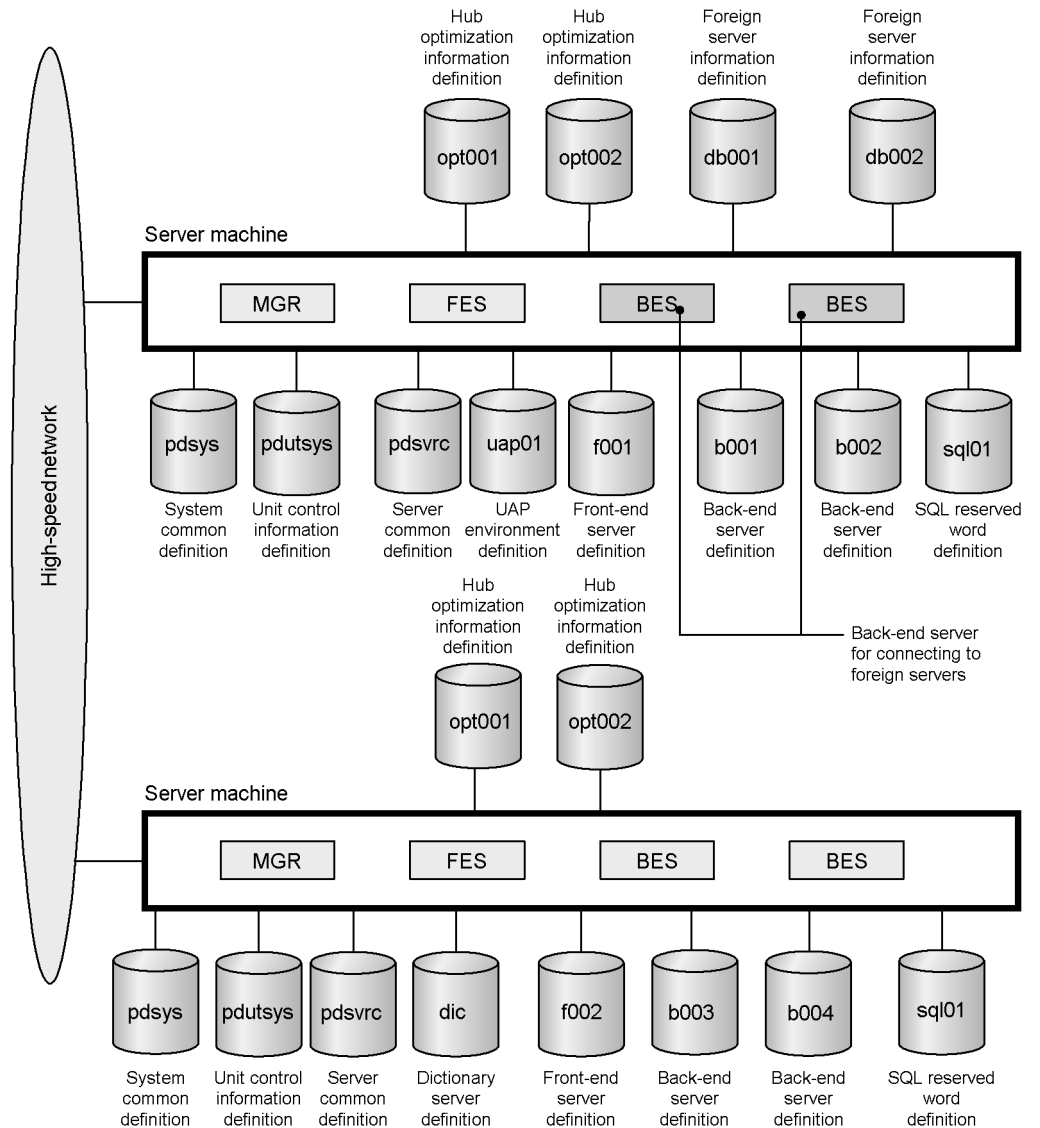 Hub
optimization
information
definition
Hub
optimization
information
definition
Foreign
server
information
definition
Foreign
server
information
definition
opt001
opt002
db001
db002
Server machine
MGR
FES
BES
BES
High-speed network
pdsys
pdutsys
pdsvrc
uap01
f001
b001
b002
sql01
System
common
definition
Unit control
information
definition
Server
common
definition
UAP
environment
definition
Front-end
server
definition
Back-end
server
definition
Back-end
server
definition
SQL reserved
word
definition
Hub
optimization
information
definition
Hub
optimization
information
definition
Back-end server
for connecting to
foreign servers
opt001
opt002
Server machine
MGR
FES
BES
BES
pdsys
pdutsys
pdsvrc
dic
f002
b003
b004
sql01
System
common
definition
Unit control
information
definition
Server
common
definition
Dictionary
server
definition
Front-end
server
definition
Back-end
server
definition
Back-end
server
definition
SQL reserved
word
definition